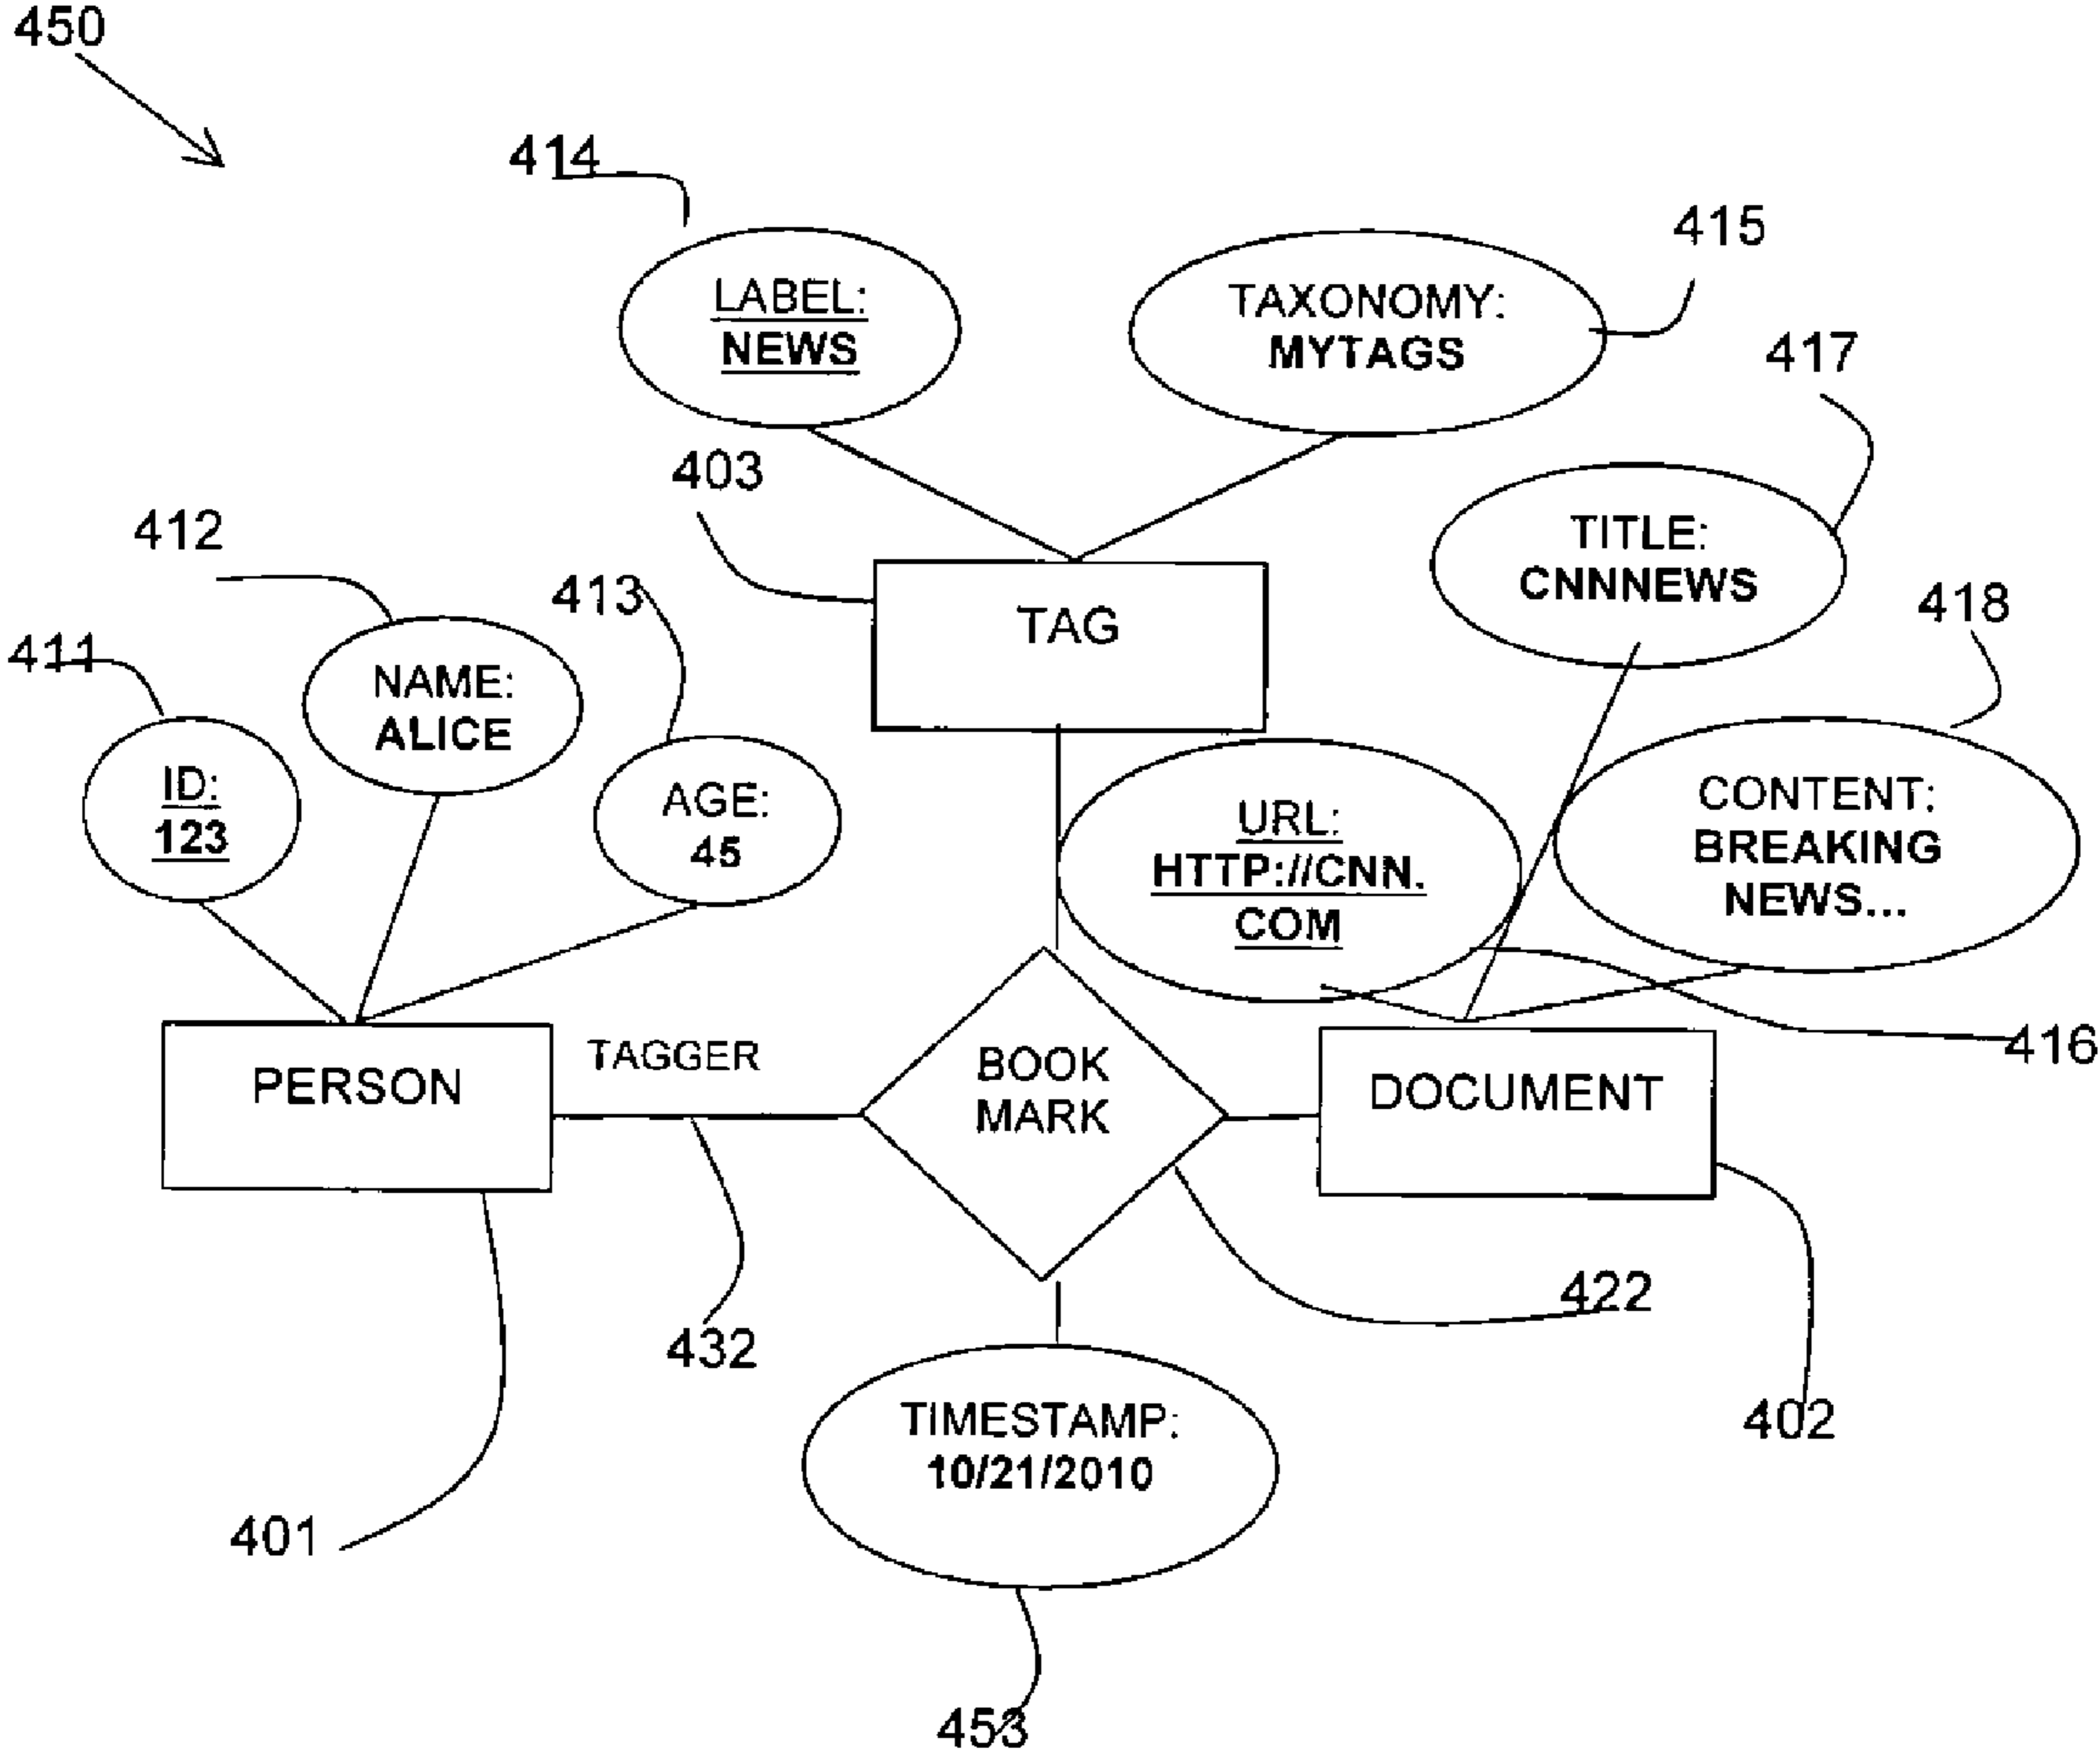 450
414
LABEL:
NEWS
TAXONOMY:
MYTAGS
415
417
403
TITLE:
CNNNEWS
412
413
418
TAG
411
NAME:
ALICE
ID:
123
AGE:
45
URL:
HTTP://CNN.
COM
CONTENT:
BREAKING
NEWS...
416
PERSON
TAGGER
BOOK
MARK
DOCUMENT
422
432
402
TIMESTAMP:
10/21/2010
401
453